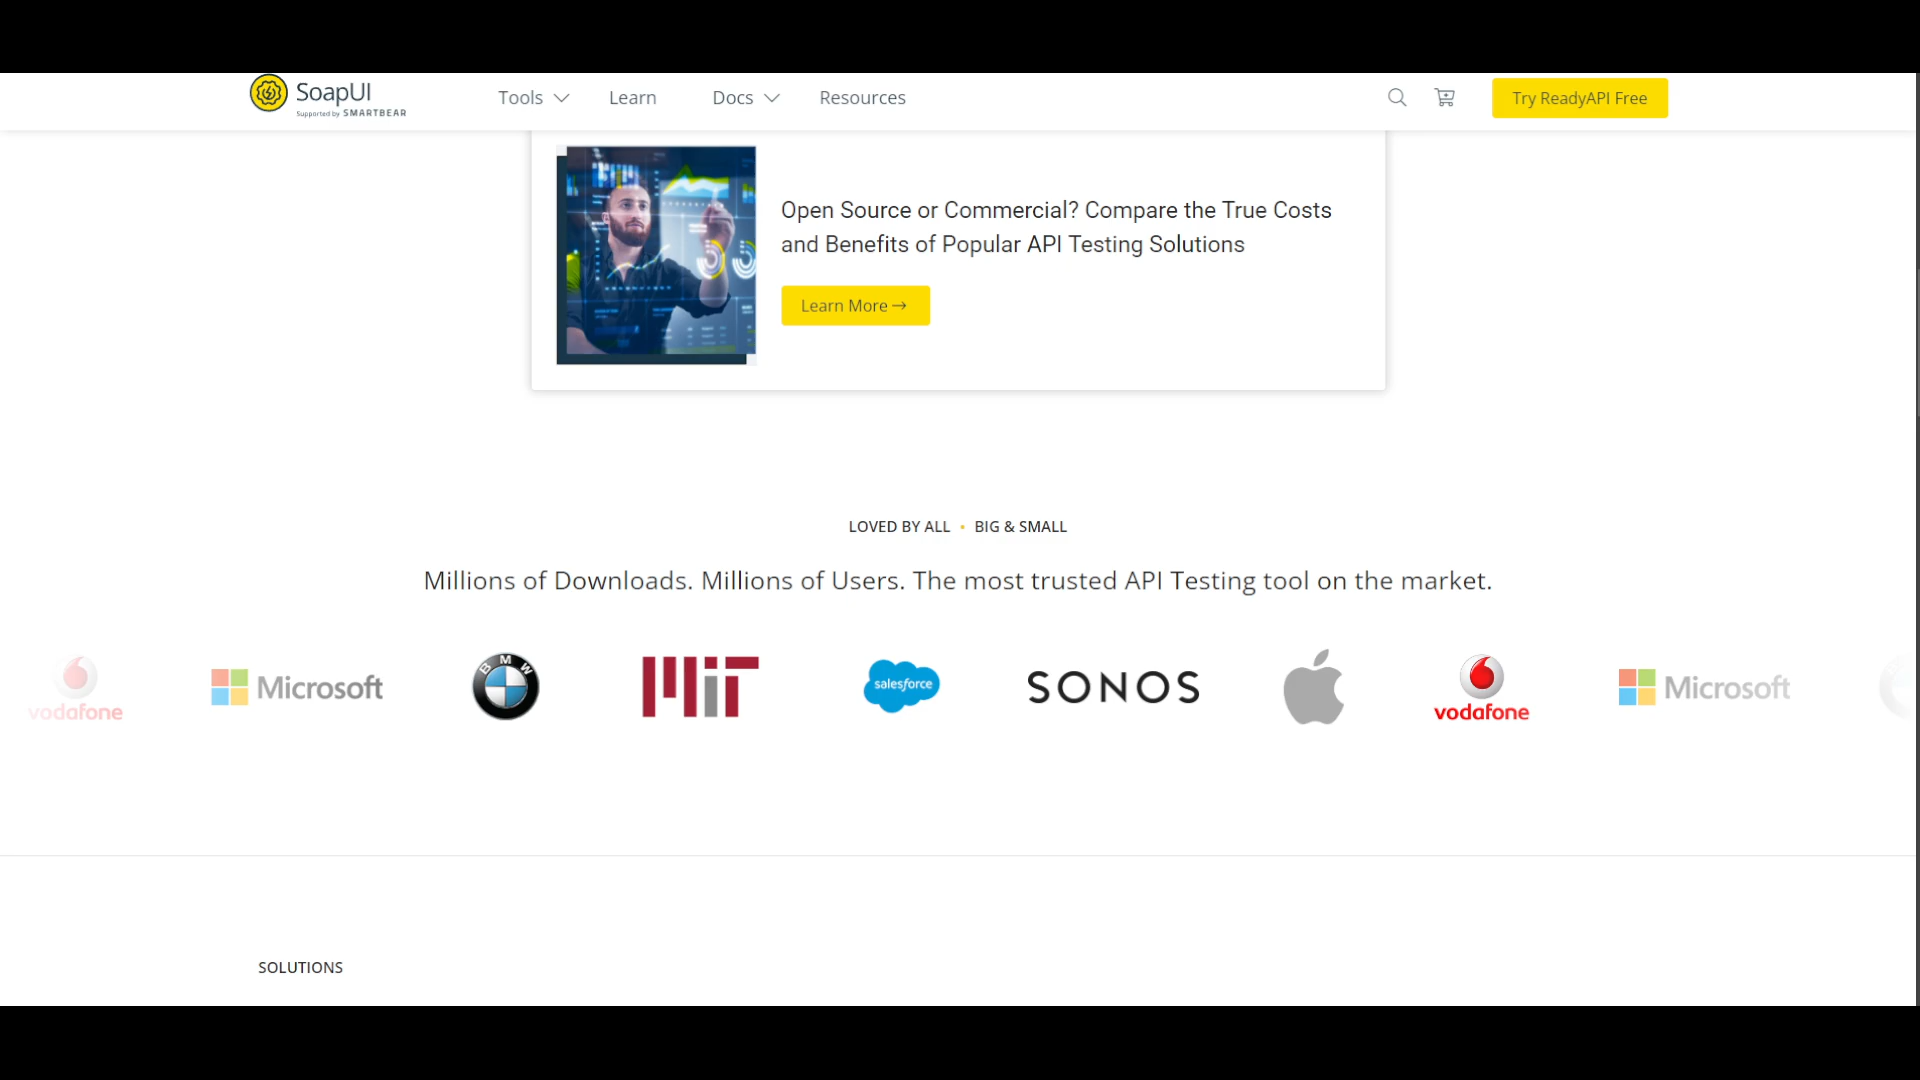 SoapUI
Supported by SMARTBEAR
Tools
Learn
Docs
Resources
Try ReadyAPI Free
Open Source or Commercial? Compare the True Costs
and Benefits of Popular API Testing Solutions
Learn More →
LOVED BY ALL • BIG & SMALL
Millions of Downloads. Millions of Users. The most trusted API Testing tool on the market.
vodafone
Microsoft
BMW
MIT
salesforce
SONOS
vodafone
Microsoft
SOLUTIONS